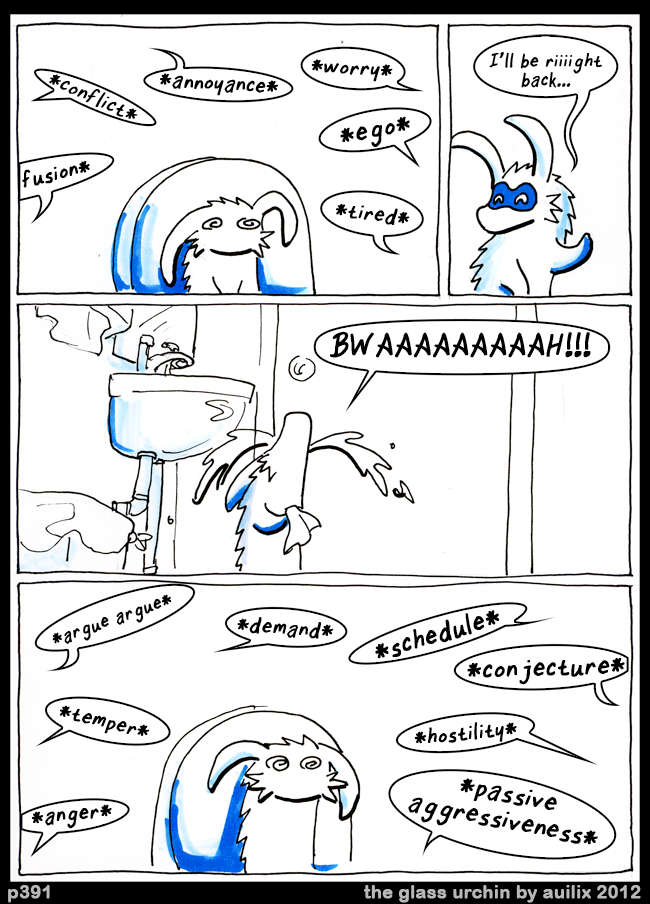 *conflict*
*annoyance*
*worry*
*ego*
fusion*
*tired*
I'll be riiiight
back...
BWAAAAAAAAAH!!!
*argue argue*
*demand*
*schedule*
*conjecture*
*temper*
*hostility*
*anger*
*passive
aggressiveness*
p391
the glass urchin by auilix 2012